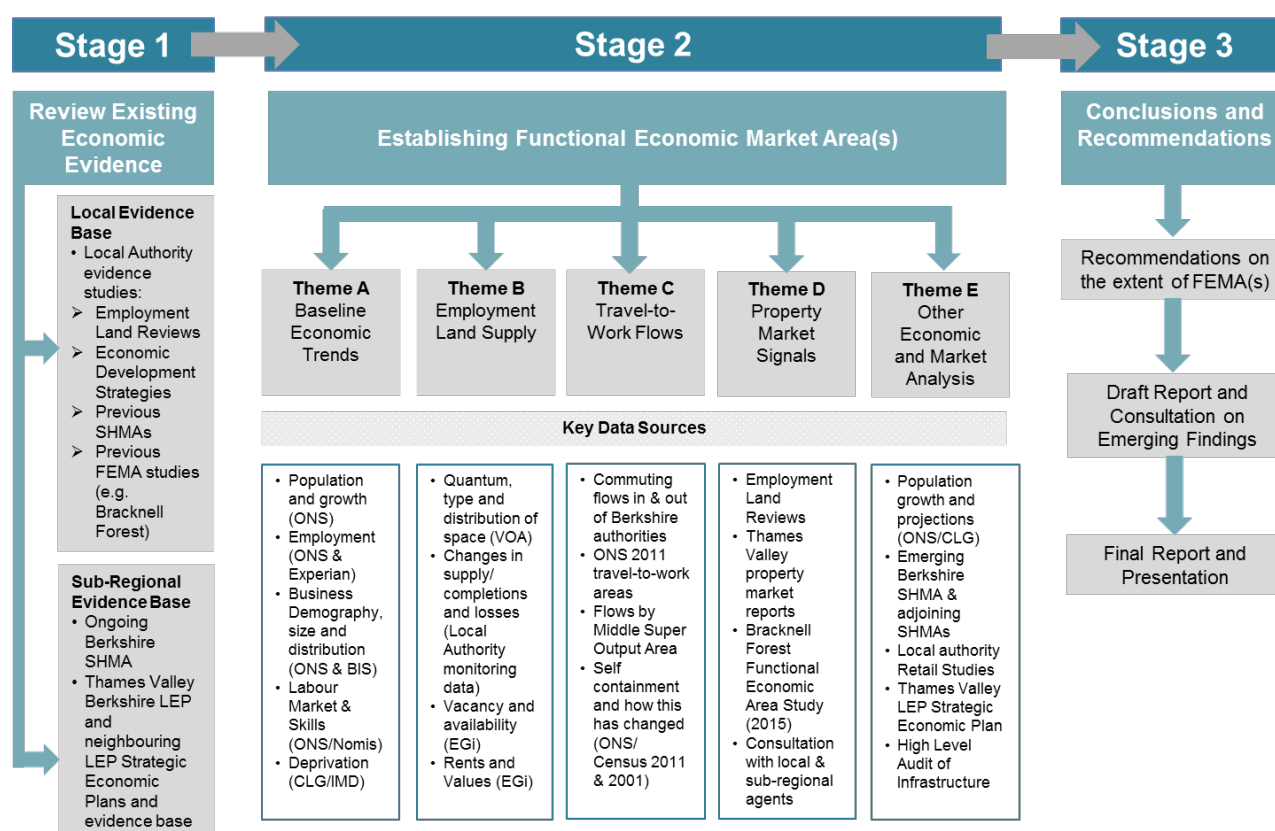 Stage 1
Stage 2
Stage 3
Review Existing
Economic
Evidence
Local Evidence
Base
• Local Authority
evidence
studies:
➢ Employment
Land Reviews
➢ Economic
Development
Strategies
➢ Previous
SHMAs
➢ Previous
FEMA studies
(e.g.
Bracknell
Forest)
Sub-Regional
Evidence Base
• Ongoing
Berkshire
SHMA
• Thames Valley
Berkshire LEP
and
neighbouring
LEP Strategic
Economic
Plans and
evidence base
Establishing Functional Economic Market Area(s)
Theme A
Baseline
Economic
Trends
Theme B
Employment
Land Supply
Theme C
Travel-to-
Work Flows
Theme D
Property
Market
Signals
Theme E
Other
Economic
and Market
Analysis
Key Data Sources
• Population
and growth
(ONS)
• Employment
(ONS &
Experian)
• Business
Demography,
size and
distribution
(ONS & BIS)
• Labour
Market &
Skills
(ONS/Nomis)
• Deprivation
(CLG/IMD)
• Quantum,
type and
distribution of
space (VOA)
• Changes in
supply/
completions
and losses
(Local
Authority
monitoring
data)
• Vacancy and
availability
(EGi)
• Rents and
Values (EGi)
• Commuting
flows in & out
of Berkshire
authorities
• ONS 2011
travel-to-work
areas
• Flows by
Middle Super
Output Area
• Self
containment
and how this
has changed
(ONS/
Census 2011
& 2001)
• Employment
Land
Reviews
• Thames
Valley
property
market
reports
• Bracknell
Forest
Functional
Economic
Area Study
(2015)
• Consultation
with local &
sub-regional
agents
• Population
growth and
projections
(ONS/CLG)
• Emerging
Berkshire
SHMA &
adjoining
SHMAs
• Local authority
Retail Studies
• Thames Valley
LEP Strategic
Economic Plan
• High Level
Audit of
Infrastructure
Conclusions and
Recommendations
Recommendations on
the extent of FEMA(s)
Draft Report and
Consultation on
Emerging Findings
Final Report and
Presentation